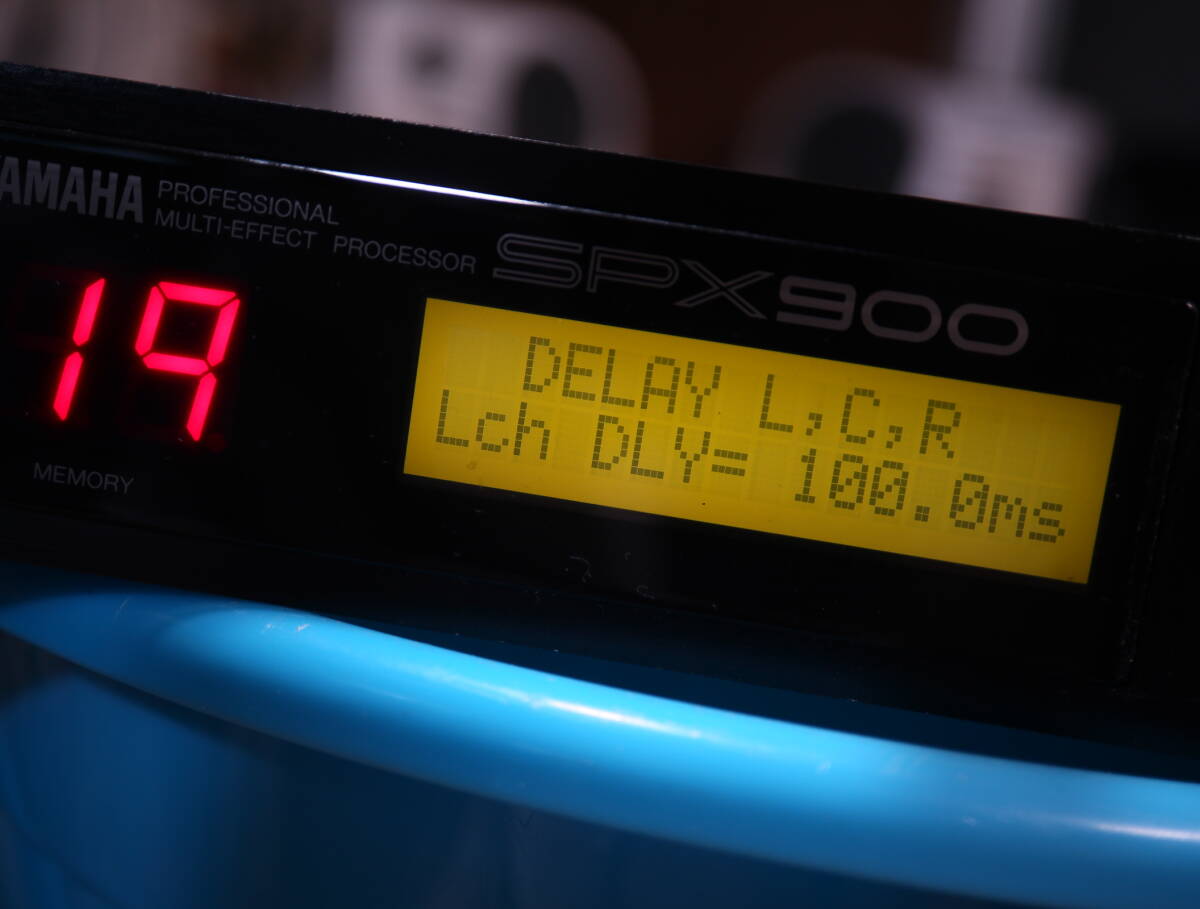 YAMAHA
PROFESSIONAL
MULTI-EFFECT PROCESSOR
SPX900
19
MEMORY
DELAY L,C,R
Lch DLY= 100.0ms